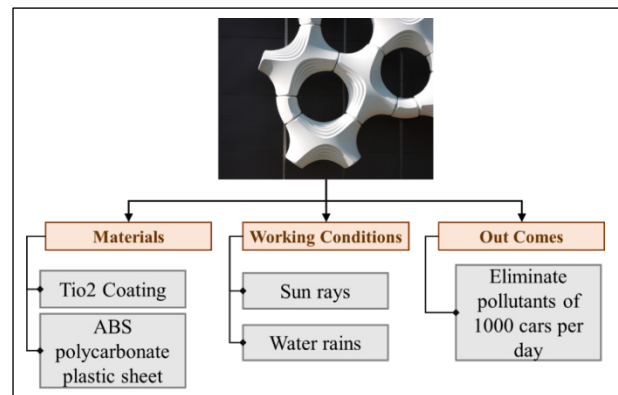 Materials
Working Conditions
Out Comes
Tio2 Coating
ABS
polycarbonate
plastic sheet
Sun rays
Water rains
Eliminate
pollutants of
1000 cars per
day